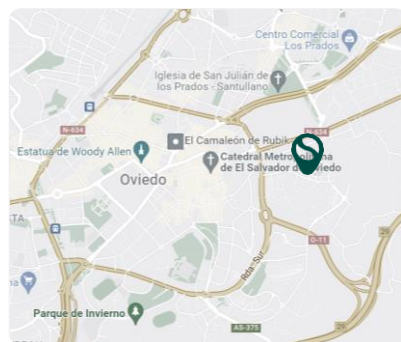 Centro Comercial
Los Prados
Iglesia de San Julián de
los Prados - Santullano
N-634
N-634
El Camaleón de Rubik
Estatua de Woody Allen
Catedral Metropolitana
de El Salvador de Oviedo
Oviedo
Rda. Sur
O-11
Parque de Invierno
AS-375